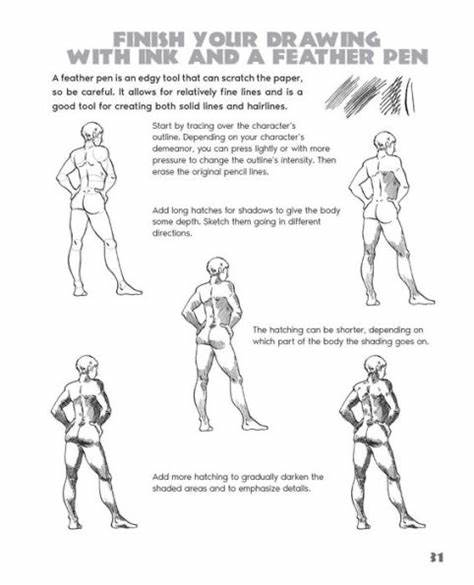 FINISH YOUR DRAWING
WITH INK AND A FEATHER PEN
A feather pen is an edgy tool that can scratch the paper,
so be careful. It allows for relatively fine lines and is a
good tool for creating both solid lines and hairlines.
Start by tracing over the character's
outline. Depending on your character's
demeanor, you can press lightly or with more
pressure to change the outline's intensity. Then
erase the original pencil lines.
Add long hatches for shadows to give the body
some depth. Sketch them going in different
directions.
The hatching can be shorter, depending on
which part of the body the shading goes on.
Add more hatching to gradually darken the
shaded areas and to emphasize details.
31